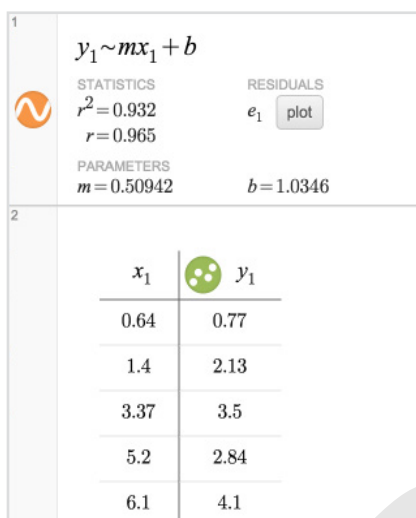 1
y₁~mx₁+b
STATISTICS RESIDUALS
r²=0.932 e₁ plot
r=0.965
PARAMETERS
m=0.50942 b=1.0346
2
x₁ y₁
0.64 0.77
1.4 2.13
3.37 3.5
5.2 2.84
6.1 4.1